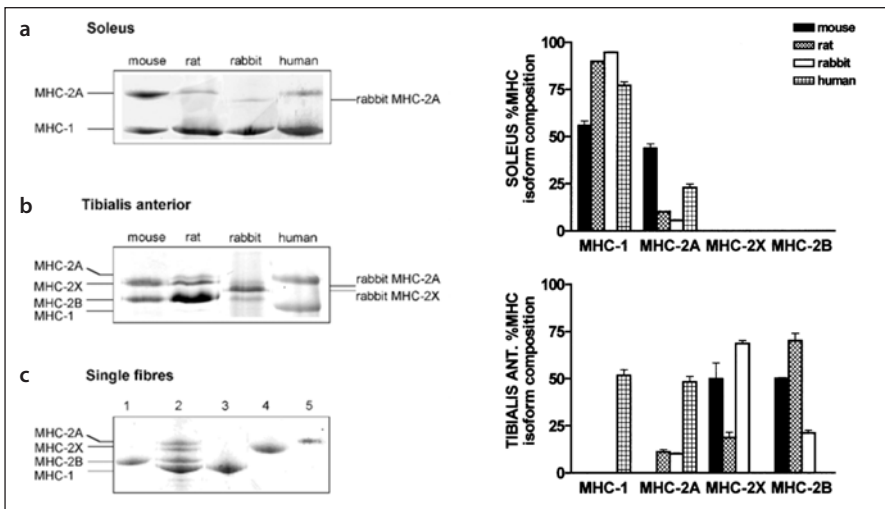 a
Soleus
mouse rat rabbit human
MHC-2A
rabbit MHC-2A
MHC-1
b
Tibialis anterior
mouse rat rabbit human
MHC-2A
rabbit MHC-2A
MHC-2X
rabbit MHC-2X
MHC-2B
MHC-1
c
Single fibres
1 2 3 4 5
MHC-2A
MHC-2X
MHC-2B
MHC-1
mouse
rat
rabbit
human
SOLEUS %MHC
isoform composition
100
75
50
25
0
MHC-1 MHC-2A MHC-2X MHC-2B
TIBIALIS ANT. %MHC
isoform composition
100
75
50
25
0
MHC-1 MHC-2A MHC-2X MHC-2B